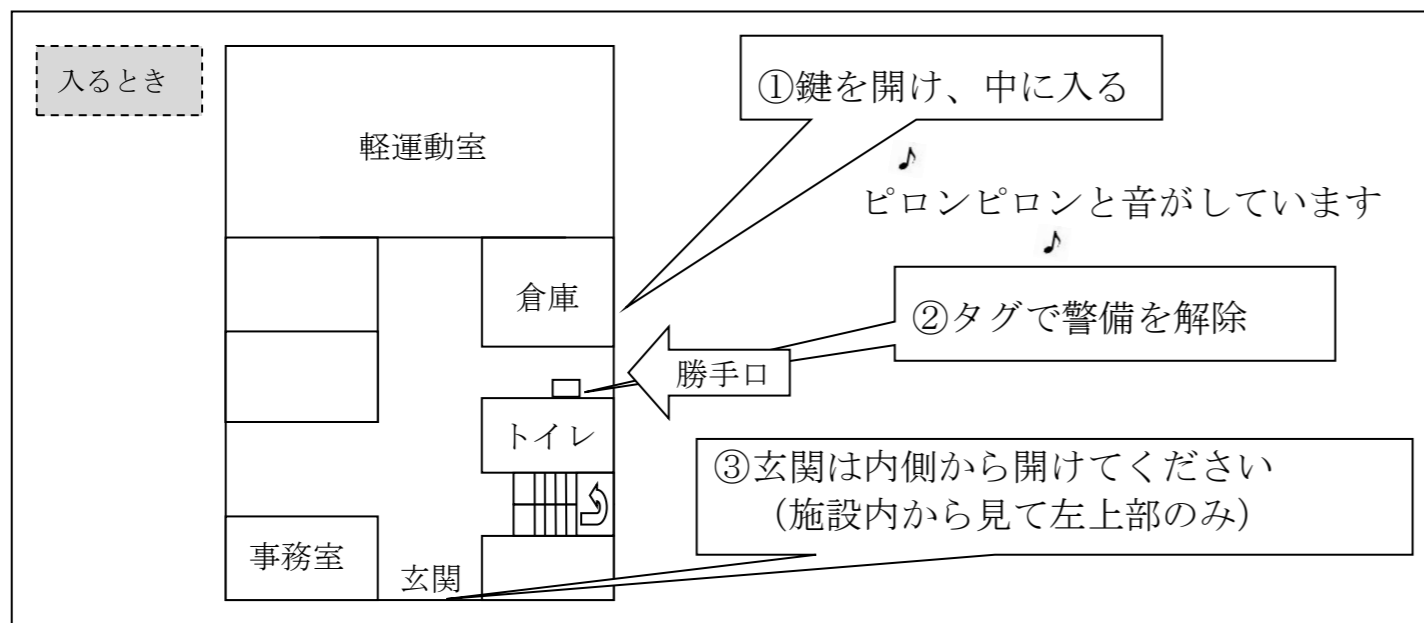 入るとき
①鍵を開け、中に入る
軽運動室
♪
ピロンピロンと音がしています
♪
倉庫
②タグで警備を解除
勝手口
トイレ
③玄関は内側から開けてください
（施設内から見て左上部のみ）
事務室
玄関